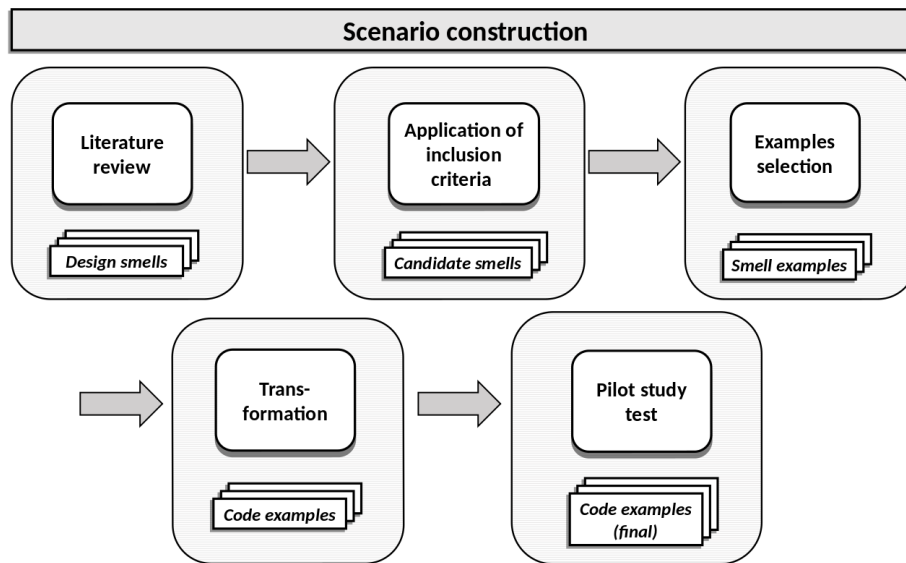 Scenario construction
Literature
review
Design smells
Application of
inclusion
criteria
Candidate smells
Examples
selection
Smell examples
Trans-
formation
Code examples
Pilot study
test
Code examples
(final)